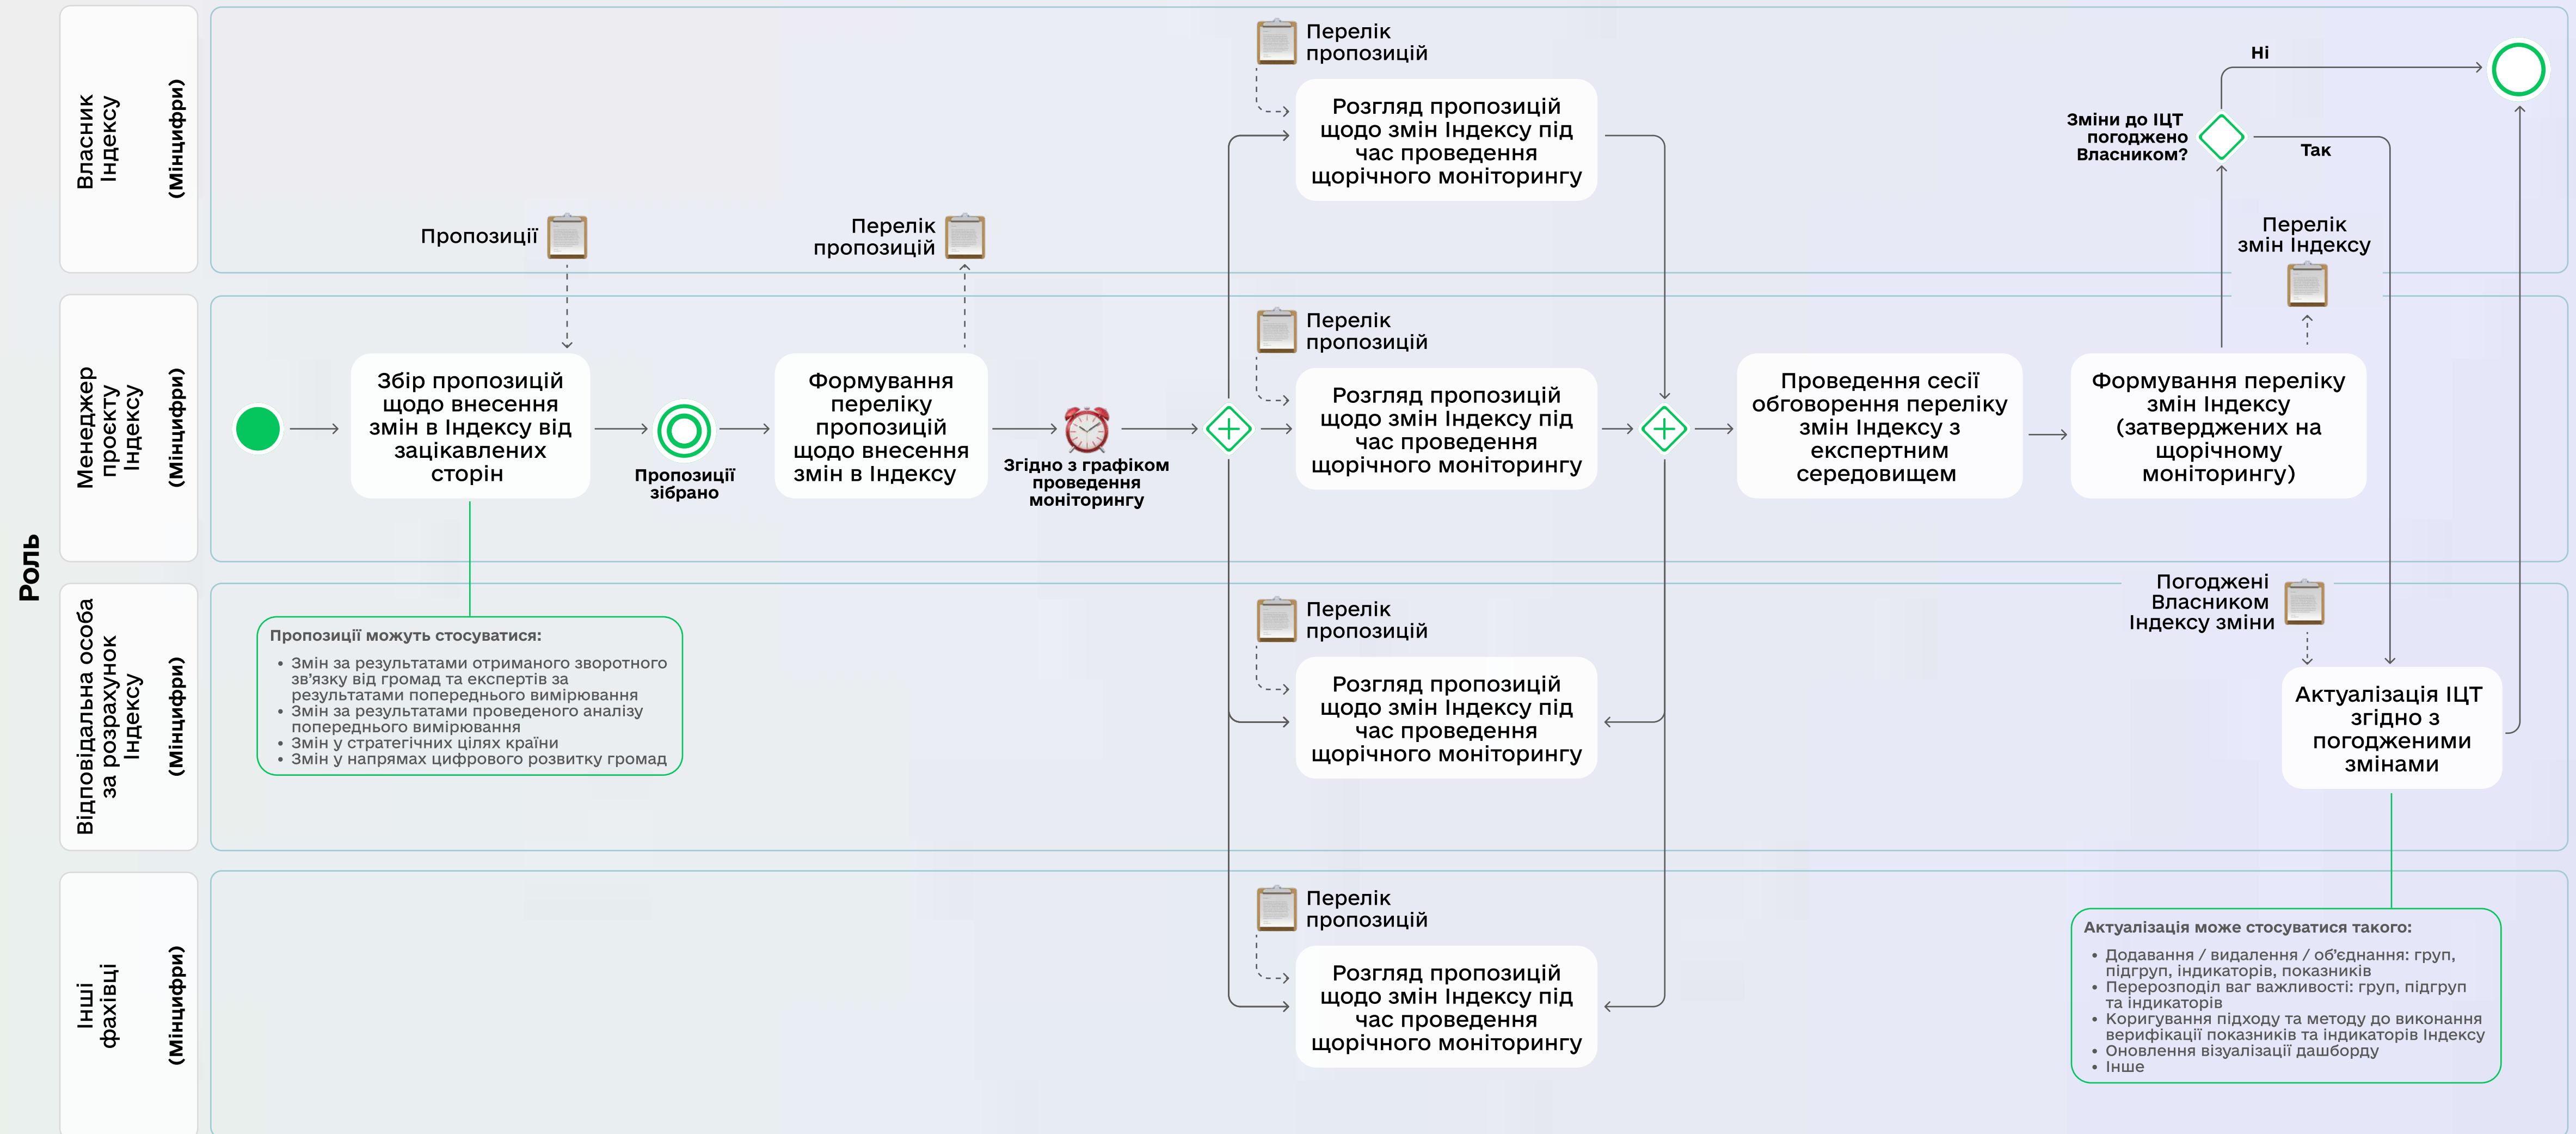 Роль
Власник
Індексу
(Мінцифри)
Перелік
пропозицій
Розгляд пропозицій
щодо змін Індексу під
час проведення
щорічного моніторингу
Ні
Зміни до ІЦТ
погоджено
Власником?
Так
Пропозиції
Перелік
пропозицій
Перелік
змін Індексу
Менеджер
проєкту
Індексу
(Мінцифри)
Збір пропозицій
щодо внесення
змін в Індексу від
зацікавлених
сторін
Пропозиції
зібрано
Формування
переліку
пропозицій
щодо внесення
змін в Індексу
Згідно з графіком
проведення
моніторингу
Перелік
пропозицій
Розгляд пропозицій
щодо змін Індексу під
час проведення
щорічного моніторингу
Проведення сесії
обговорення переліку
змін Індексу з
експертним
середовищем
Формування переліку
змін Індексу
(затверджених на
щорічному
моніторингу)
Відповідальна особа
за розрахунок
Індексу
(Мінцифри)
Пропозиції можуть стосуватися:
• Змін за результатами отриманого зворотного
зв’язку від громад та експертів за
результатами попереднього вимірювання
• Змін за результатами проведеного аналізу
попереднього вимірювання
• Змін у стратегічних цілях країни
• Змін у напрямах цифрового розвитку громад
Перелік
пропозицій
Розгляд пропозицій
щодо змін Індексу під
час проведення
щорічного моніторингу
Погоджені
Власником
Індексу зміни
Актуалізація ІЦТ
згідно з
погодженими
змінами
Інші
фахівці
(Мінцифри)
Перелік
пропозицій
Розгляд пропозицій
щодо змін Індексу під
час проведення
щорічного моніторингу
Актуалізація може стосуватися такого:
• Додавання / видалення / об’єднання: груп,
підгруп, індикаторів, показників
• Перерозподіл ваг важливості: груп, підгруп
та індикаторів
• Коригування підходу та методу до виконання
верифікації показників та індикаторів Індексу
• Оновлення візуалізації дашборду
• Інше